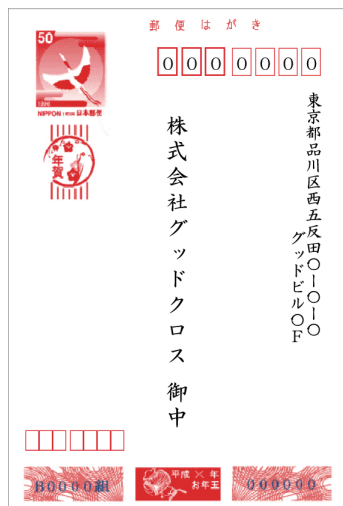 郵便はがき
50
1996
NIPPON 日本郵便
年賀
0000000
東京都品川区西五反田〇ー〇ー〇
グッドビル〇F
株式会社グッドクロス 御中
B0000組
平成×年
お年玉
000000